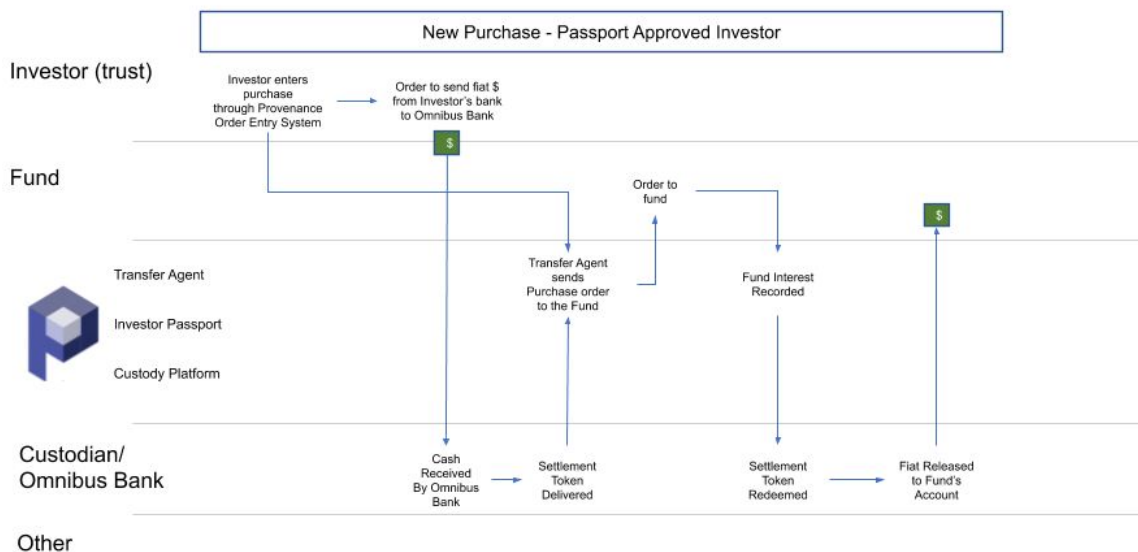 New Purchase - Passport Approved Investor
Investor (trust)
Investor enters
purchase
through Provenance
Order Entry System
Order to send fiat $
from Investor's bank
to Omnibus Bank
$
Fund
Order to
fund
$
Transfer Agent
Investor Passport
Custody Platform
Transfer Agent
sends
Purchase order
to the Fund
Fund Interest
Recorded
Custodian/
Omnibus Bank
Cash
Received
By Omnibus
Bank
Settlement
Token
Delivered
Settlement
Token
Redeemed
Fiat Released
to Fund's
Account
Other